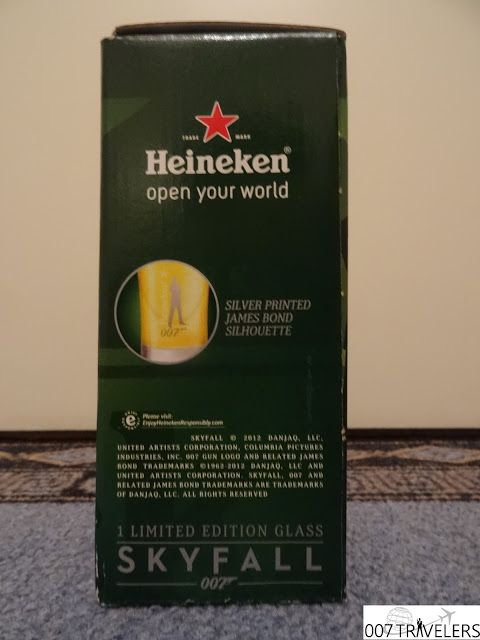 TRADE MARK
Heineken®
open your world
007
SILVER PRINTED
JAMES BOND
SILHOUETTE
Please visit:
EnjoyHeinekenResponsibly.com
SKYFALL © 2012 DANJAQ, LLC,
UNITED ARTISTS CORPORATION, COLUMBIA PICTURES
INDUSTRIES, INC. 007 GUN LOGO AND RELATED JAMES
BOND TRADEMARKS ©1962-2012 DANJAQ, LLC AND
UNITED ARTISTS CORPORATION. SKYFALL, 007 AND
RELATED JAMES BOND TRADEMARKS ARE TRADEMARKS
OF DANJAQ, LLC. ALL RIGHTS RESERVED
1 LIMITED EDITION GLASS
SKYFALL
007
007 TRAVELERS